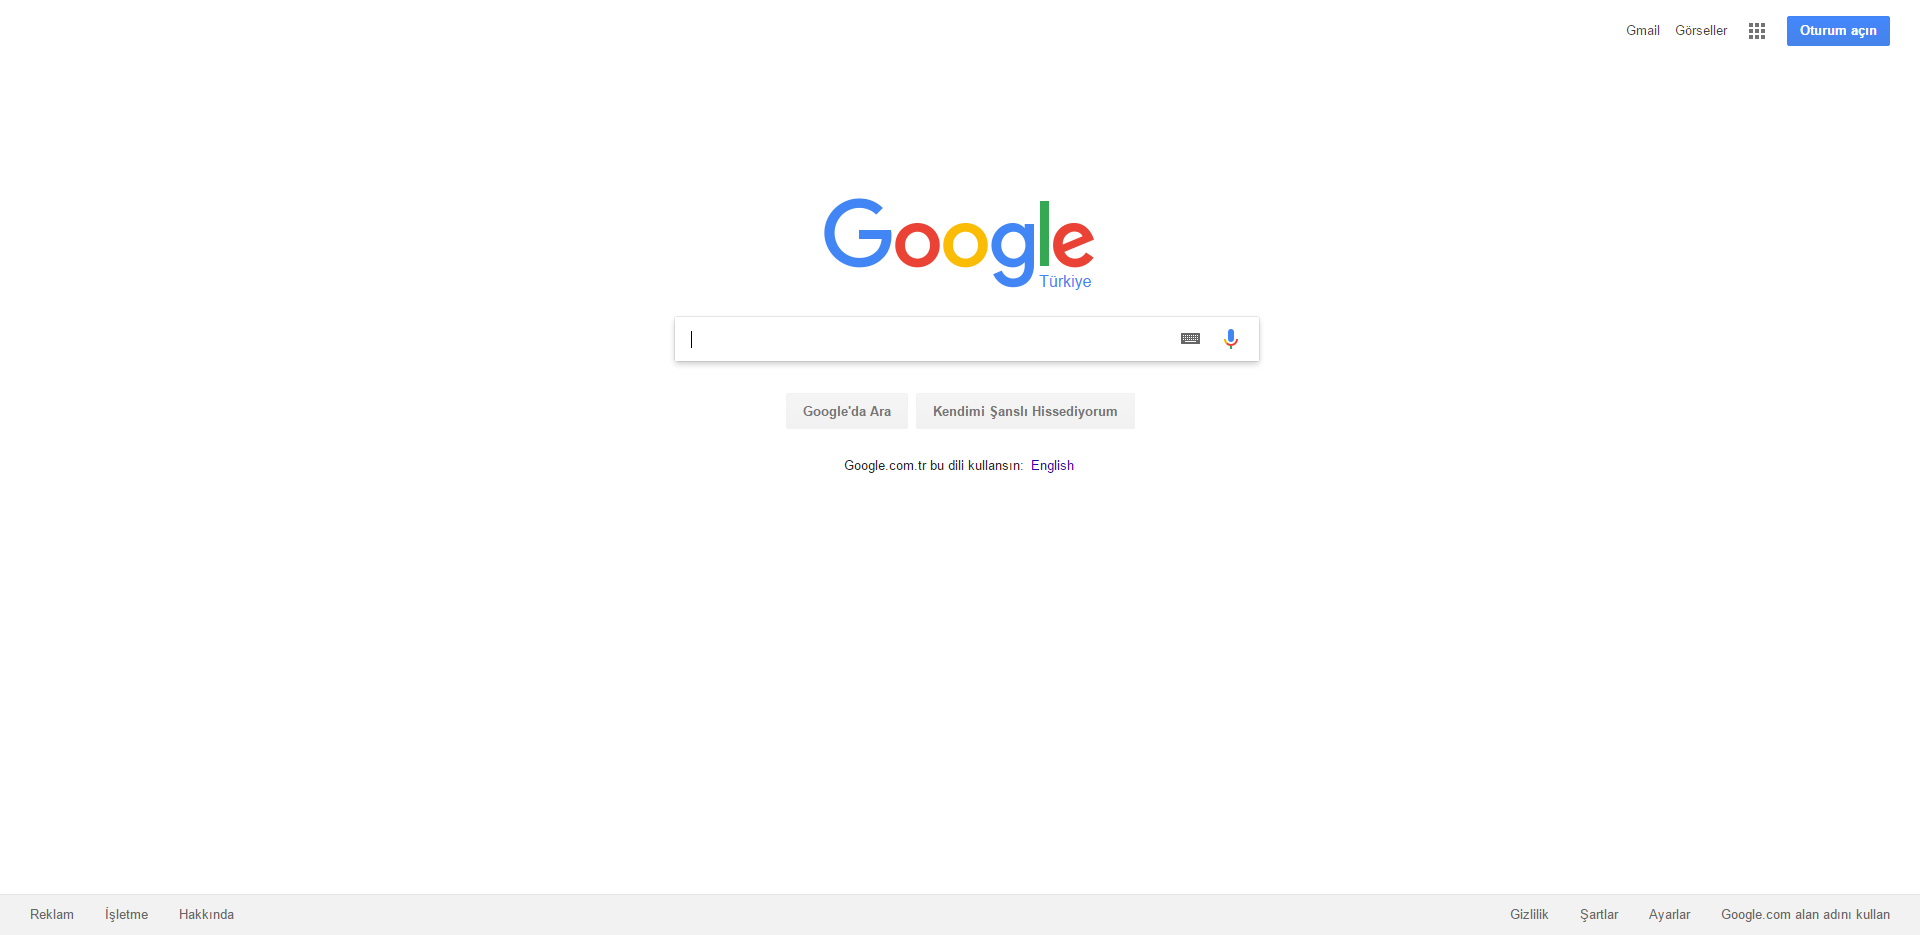 Gmail Görseller Oturum açın
Google
Türkiye
Google'da Ara Kendimi Şanslı Hissediyorum
Google.com.tr bu dili kullansın: English
Reklam İşletme Hakkında Gizlilik Şartlar Ayarlar Google.com alan adını kullan